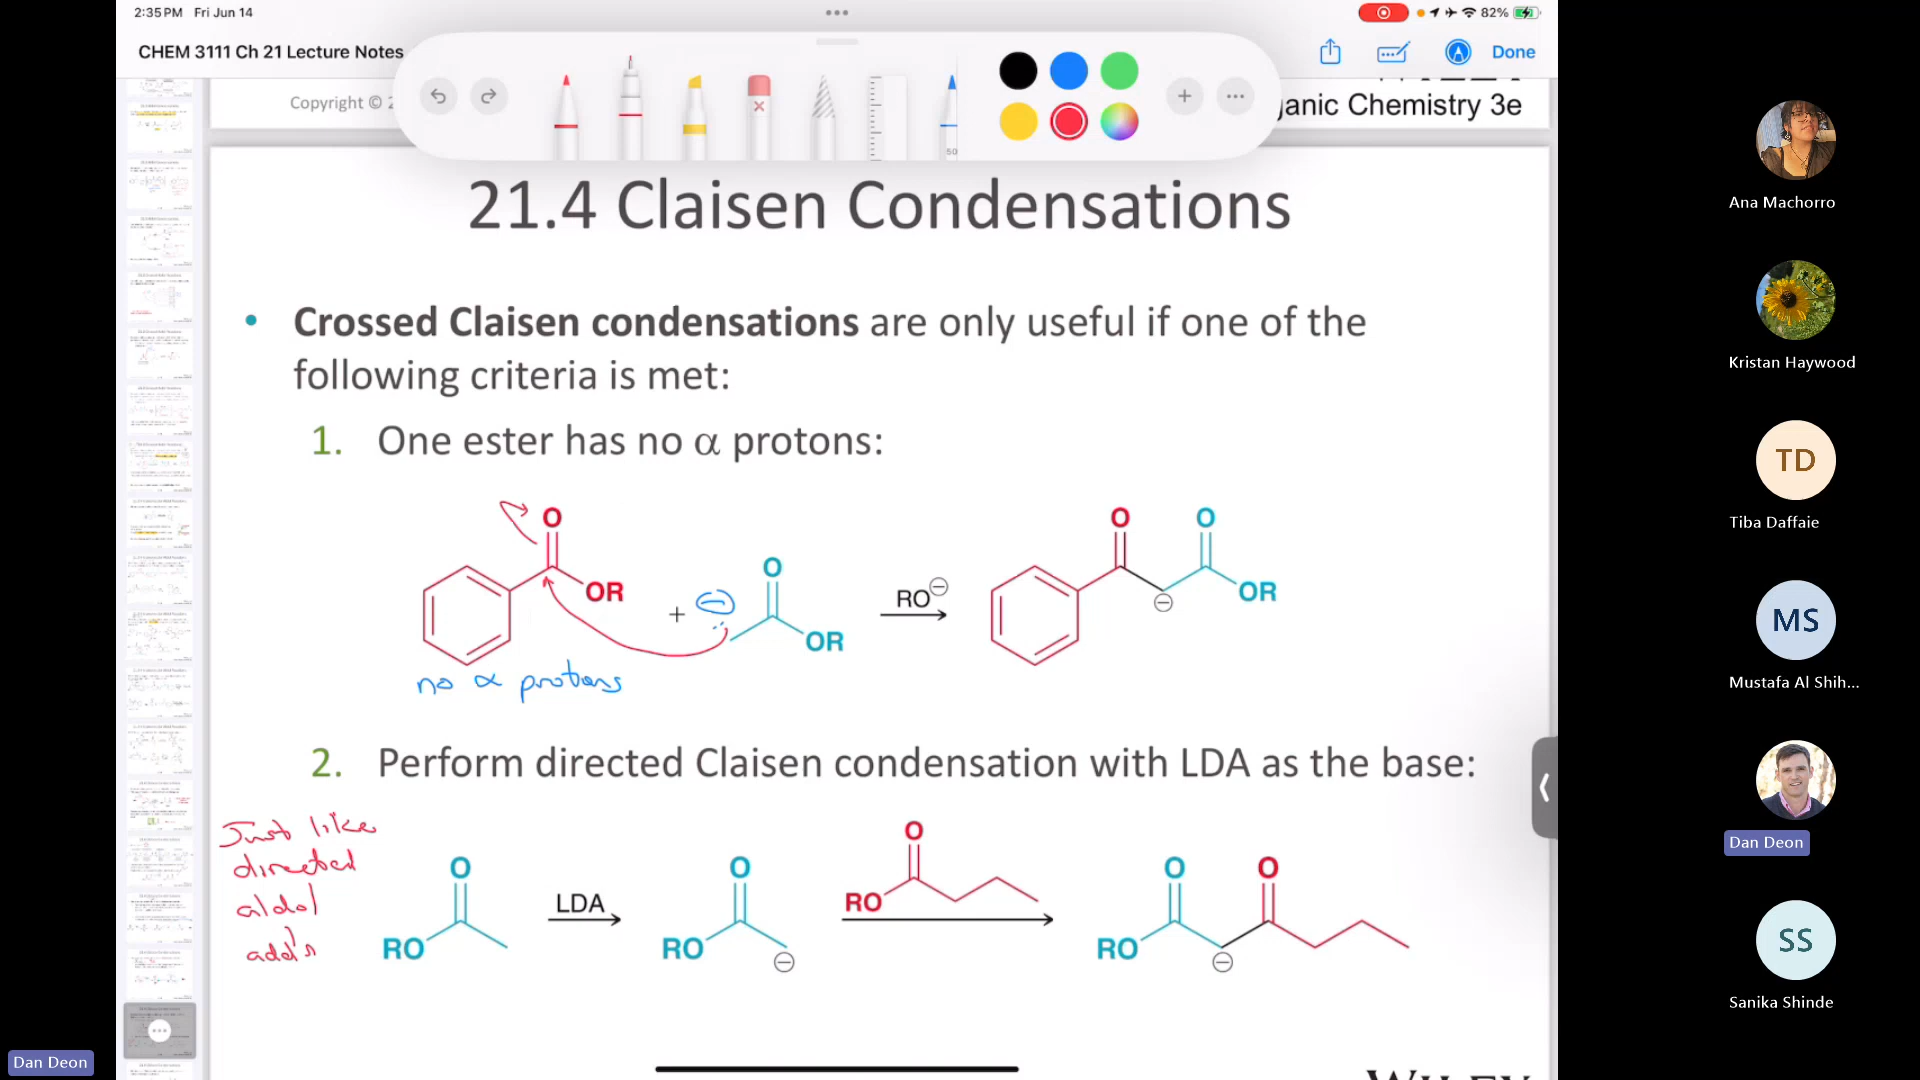 2:35 PM Fri Jun 14
82%
CHEM 3111 Ch 21 Lecture Notes
Done
Copyright ©
50
ganic Chemistry 3e
21.4 Claisen Condensations
• Crossed Claisen condensations are only useful if one of the
following criteria is met:
1. One ester has no α protons:
O
OR
+
O
OR
RO⊖
O
O
OR
⊖
no α protons
2. Perform directed Claisen condensation with LDA as the base:
Just like
directed
aldol
add'n
O
RO
LDA
O
RO
⊖
O
RO
O
O
RO
⊖
WILEY
Ana Machorro
Kristan Haywood
TD
Tiba Daffaie
MS
Mustafa Al Shih...
Dan Deon
SS
Sanika Shinde
Dan Deon